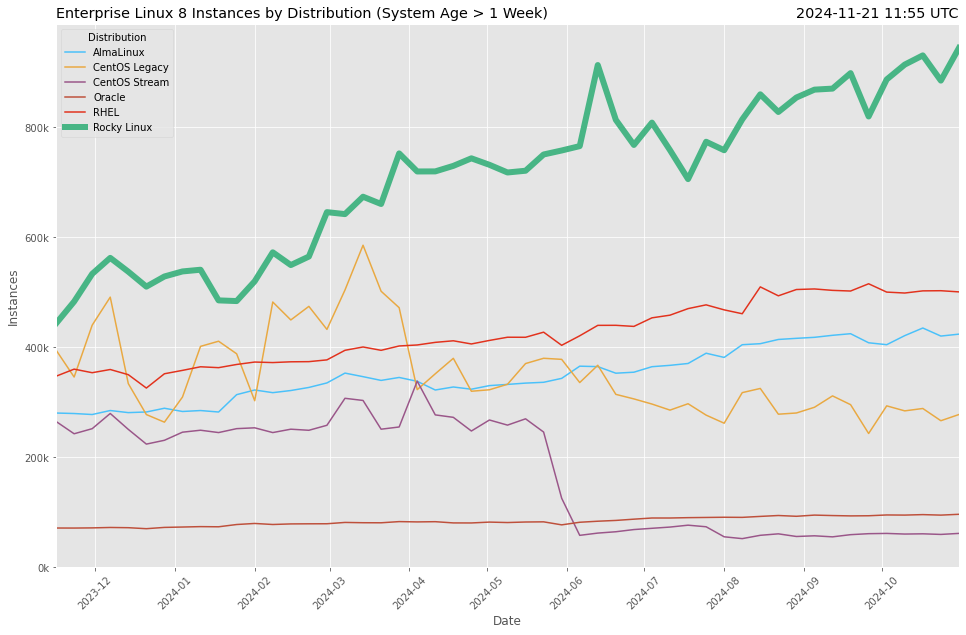 Enterprise Linux 8 Instances by Distribution (System Age > 1 Week)
2024-11-21 11:55 UTC
Distribution
AlmaLinux
CentOS Legacy
CentOS Stream
Oracle
RHEL
Rocky Linux
Instances
800k
600k
400k
200k
0k
2023-12
2024-01
2024-02
2024-03
2024-04
2024-05
2024-06
2024-07
2024-08
2024-09
2024-10
Date